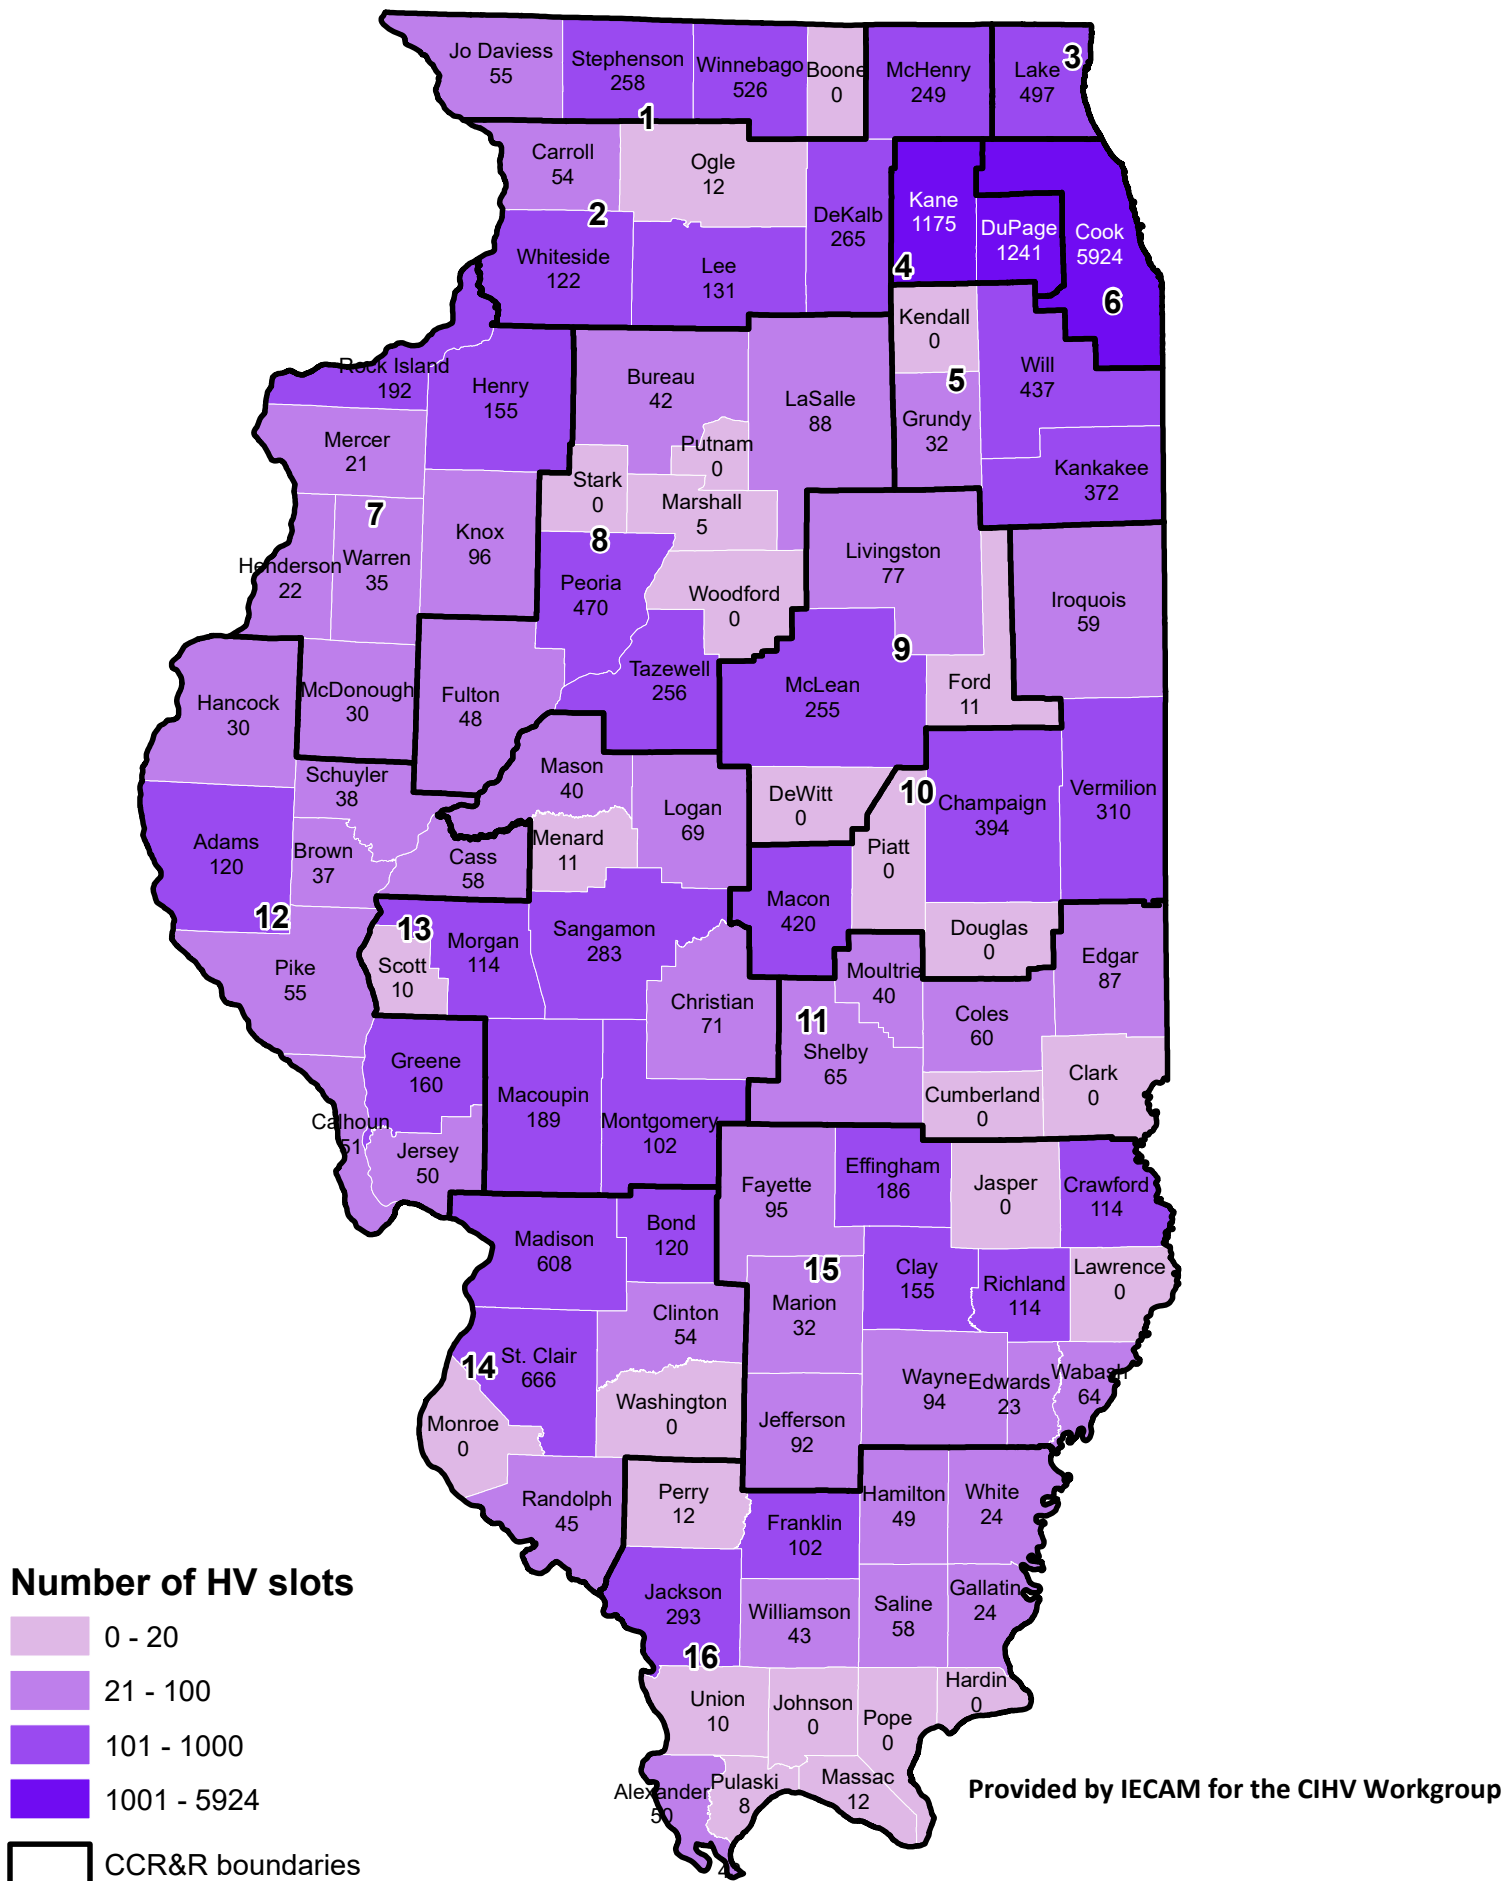 Jo Daviess
55
Stephenson
258
Winnebago
526
Boone
0
McHenry
249
Lake
497
3
1
Carroll
54
Ogle
12
2
DeKalb
265
Kane
1175
DuPage
1241
Cook
5924
4
6
Whiteside
122
Lee
131
Kendall
0
5
Will
437
Rock Island
192
Henry
155
Bureau
42
LaSalle
88
Grundy
32
Mercer
21
Putnam
0
Kankakee
372
Stark
0
Marshall
5
7
8
Knox
96
Henderson
22
Warren
35
Peoria
470
Woodford
0
Livingston
77
Iroquois
59
9
Tazewell
256
McLean
255
Ford
11
Hancock
30
McDonough
30
Fulton
48
Mason
40
Schuyler
38
Logan
69
DeWitt
0
10
Champaign
394
Vermilion
310
Adams
120
Brown
37
Cass
58
Menard
11
Piatt
0
Macon
420
12
13
Morgan
114
Sangamon
283
Douglas
0
Scott
10
Pike
55
Moultrie
40
Edgar
87
Christian
71
11
Coles
60
Shelby
65
Greene
160
Macoupin
189
Montgomery
102
Cumberland
0
Clark
0
Calhoun
51
Jersey
50
Fayette
95
Effingham
186
Jasper
0
Crawford
114
Madison
608
Bond
120
15
Clay
155
Richland
114
Lawrence
0
Clinton
54
Marion
32
14
St. Clair
666
Washington
0
Wayne
94
Edwards
23
Wabash
64
Monroe
0
Jefferson
92
Randolph
45
Perry
12
Franklin
102
Hamilton
49
White
24
Jackson
293
Williamson
43
Saline
58
Gallatin
24
16
Union
10
Johnson
0
Pope
0
Hardin
0
Alexander
50
Pulaski
8
Massac
12
Number of HV slots
0 - 20
21 - 100
101 - 1000
1001 - 5924
CCR&R boundaries
Provided by IECAM for the CIHV Workgroup